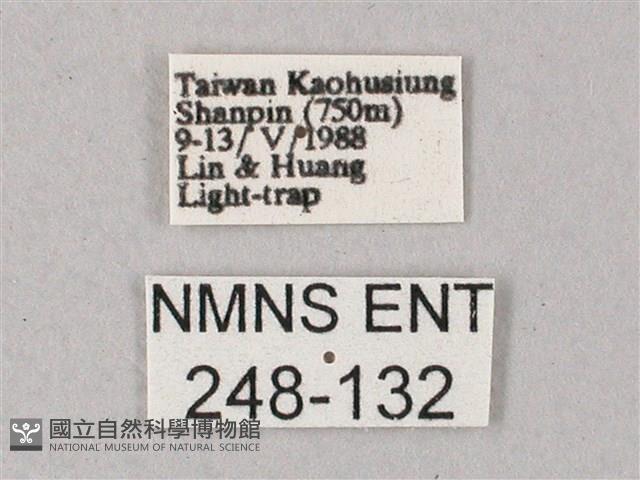 Taiwan Kaohusiung
Shanpin (750m)
9-13/ V/ 1988
Lin & Huang
Light-trap
NMNS ENT
248-132
國立自然科學博物館
NATIONAL MUSEUM OF NATURAL SCIENCE